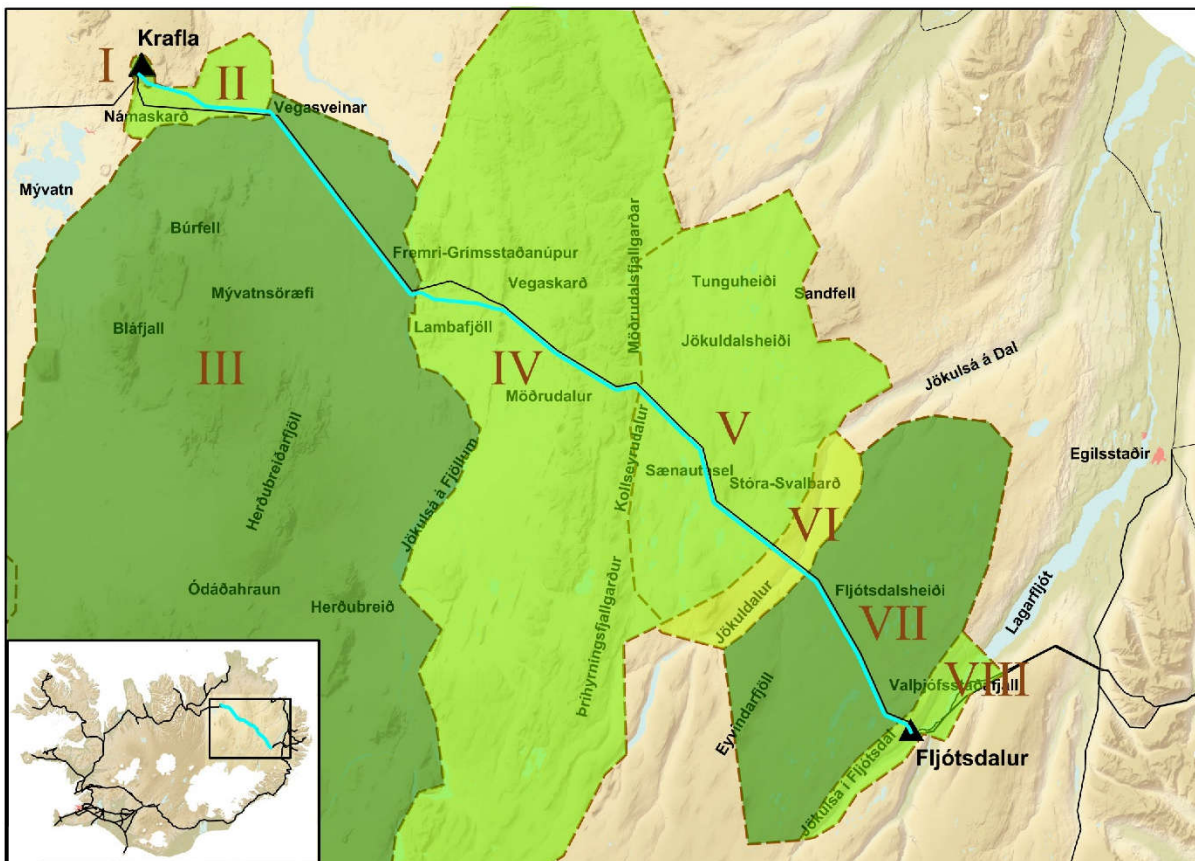 Krafla
I
II
Vegasveinar
Námaskarð
Mývatn
Búrfell
Fremri-Grímsstaðanúpur
Möðrudalsfjallgarðar
Vegaskarð
Tunguheiði
Mývatnsöræfi
Sandfell
Bláfjall
Lambafjöll
Jökuldalsheiði
III
IV
Jökulsá á Dal
Möðrudalur
Herðubreiðarfjöll
Kollseyrudalur
V
Egilsstaðir
Jökulsá á Fjöllum
Sænautasel
Stóra-Svalbarð
VI
Ódáðahraun
Herðubreið
Fljótsdalsheiði
Jökuldalur
VII
Lagarfljót
Þríhyrningsfjallgarður
Eyvindarfjöll
Valþjófsstaðafjall
VIII
Fljótsdalur
Jökulsá í Fljótsdal